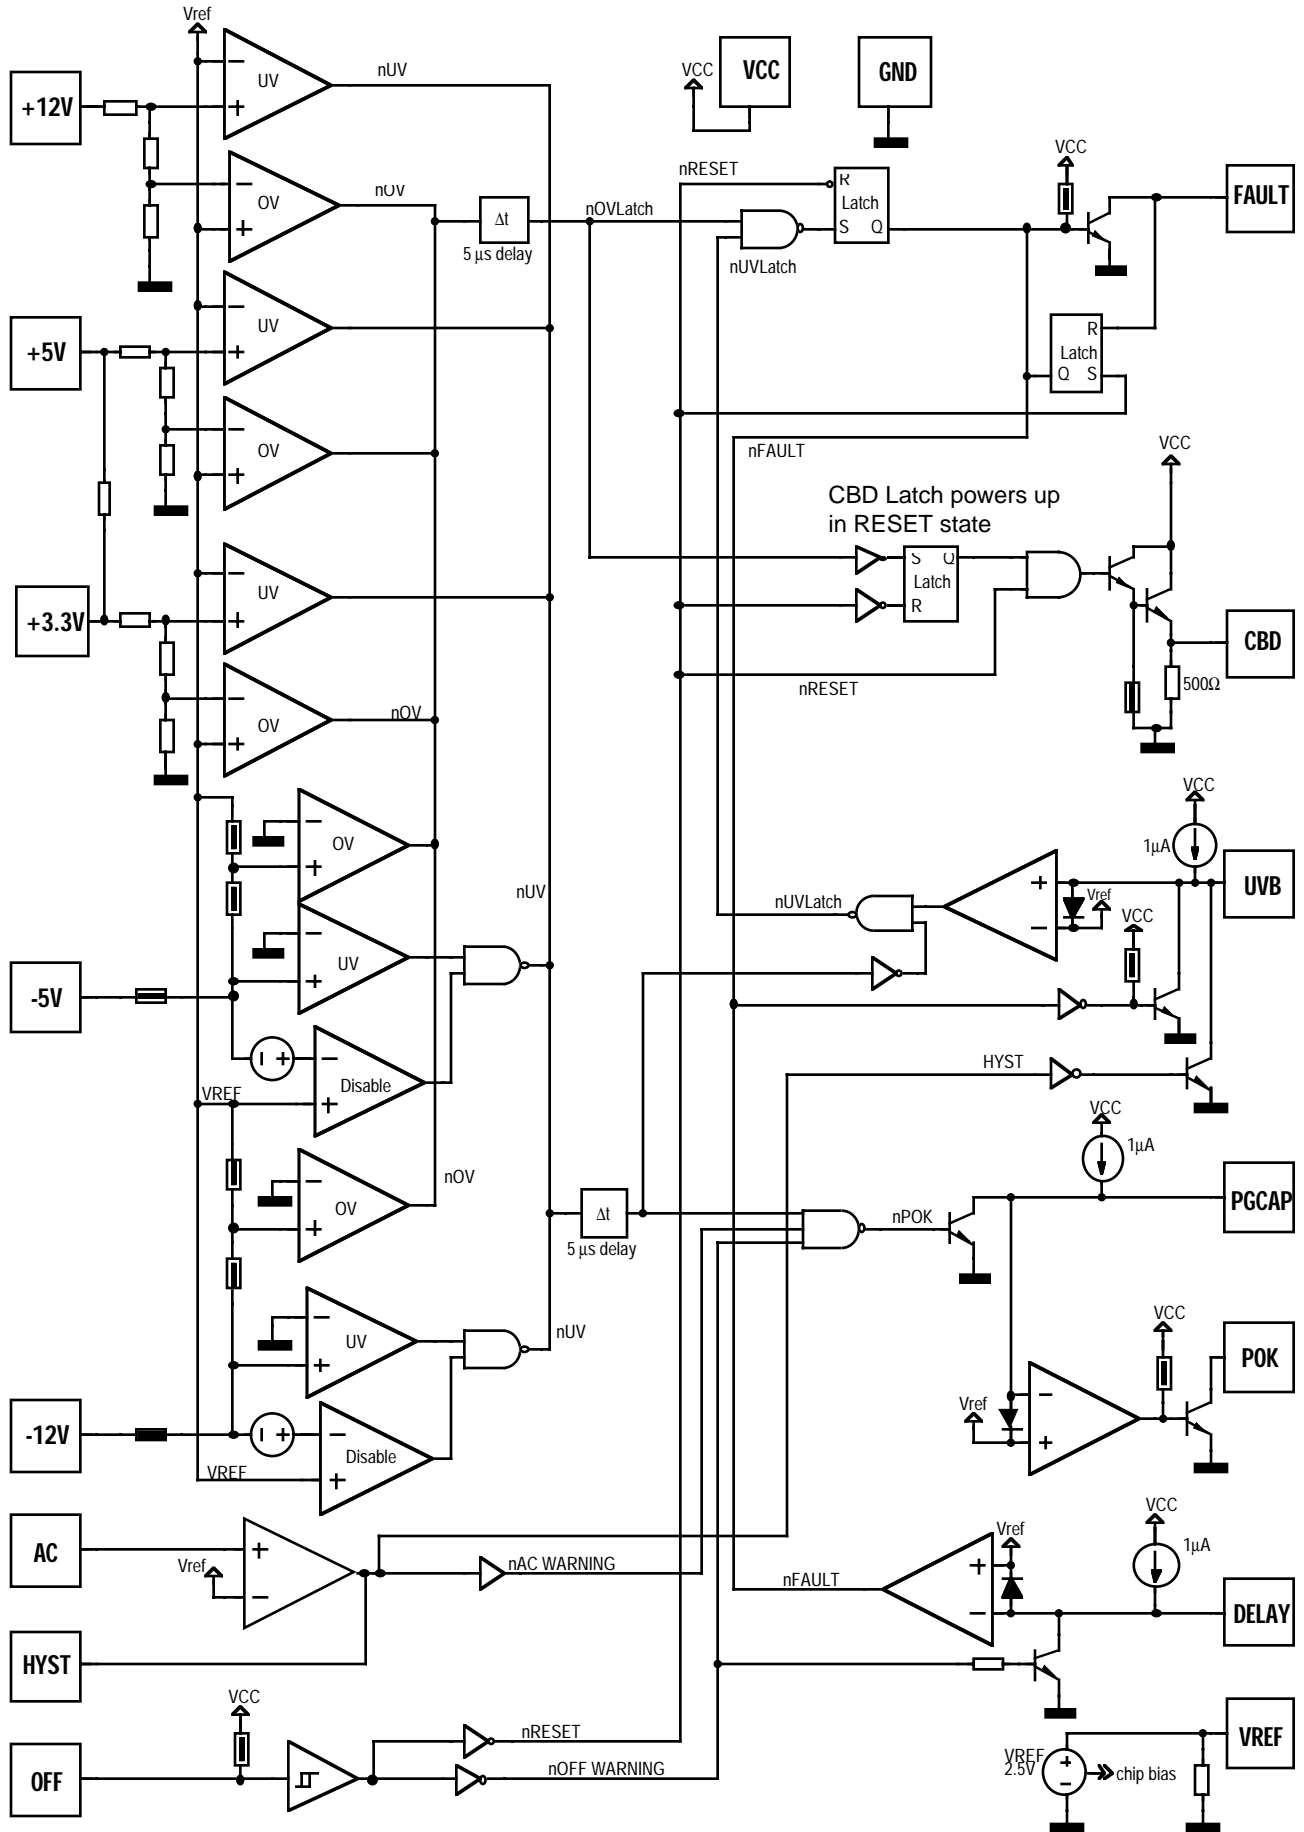 Vref
nUV
UV
+12V
VCC
VCC
GND
nRESET
VCC
nOV
OV
nOVLatch
R
Latch
S Q
FAULT
Δt
5 µs delay
nUVLatch
UV
+5V
R
Latch
Q S
nFAULT
OV
VCC
CBD Latch powers up
in RESET state
S Q
Latch
R
UV
+3.3V
CBD
nRESET
500Ω
nOV
OV
VCC
OV
1µA
nUV
nUVLatch
Vref
UVB
VCC
UV
-5V
HYST
Disable
VREF
VCC
1µA
nOV
OV
Δt
5 µs delay
nPOK
PGCAP
UV
nUV
VCC
POK
Vref
-12V
Disable
VREF
VCC
AC
Vref
nAC WARNING
Vref
1µA
nFAULT
DELAY
HYST
VCC
nRESET
VREF
2.5V
chip bias
VREF
OFF
nOFF WARNING